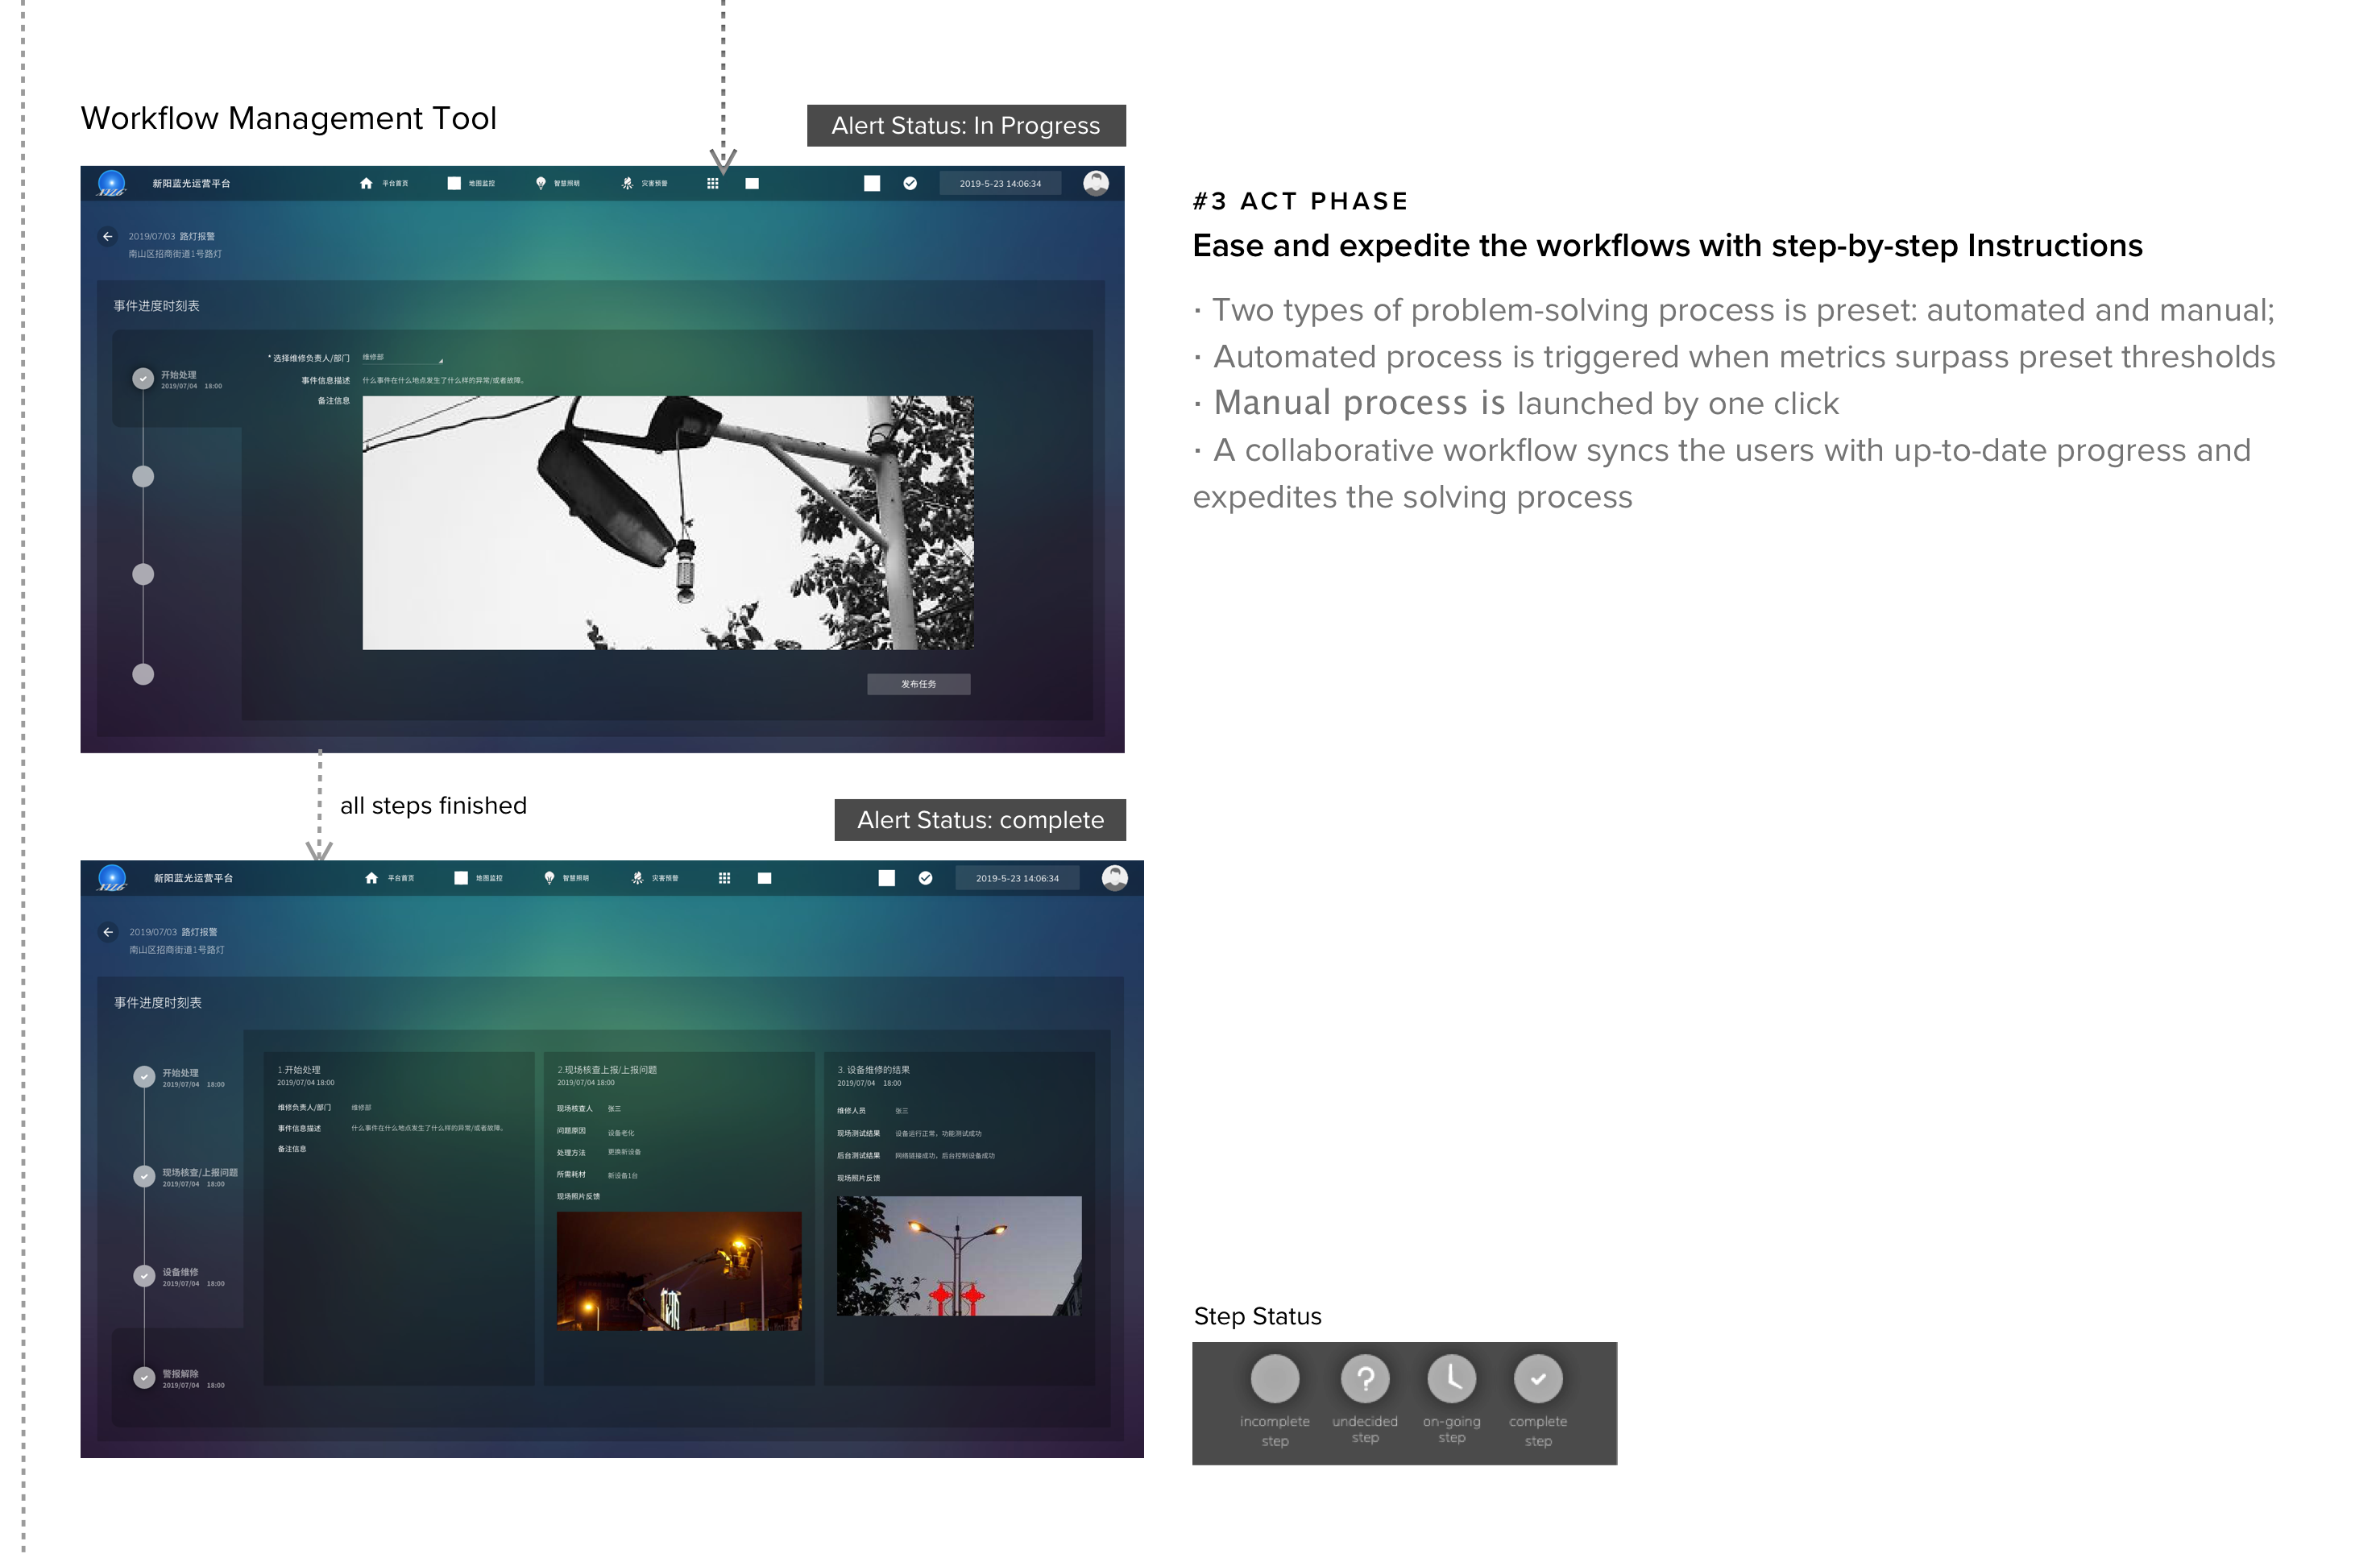 Workflow Management Tool
Alert Status: In Progress
新阳蓝光运营平台
平台首页
地图监控
智慧照明
灾害预警
2019-5-23 14:06:34
2019/07/03 路灯报警
南山区招商街道1号路灯
事件进度时刻表
开始处理
2019/07/04 18:00
* 选择维修负责人/部门 维修部
事件信息描述 什么事件在什么地点发生了什么样的异常/或者故障。
备注信息
发布任务
#3 ACT PHASE
Ease and expedite the workflows with step-by-step Instructions
· Two types of problem-solving process is preset: automated and manual;
· Automated process is triggered when metrics surpass preset thresholds
· Manual process is launched by one click
· A collaborative workflow syncs the users with up-to-date progress and
expedites the solving process
all steps finished
Alert Status: complete
新阳蓝光运营平台
平台首页
地图监控
智慧照明
灾害预警
2019-5-23 14:06:34
2019/07/03 路灯报警
南山区招商街道1号路灯
事件进度时刻表
开始处理
2019/07/04 18:00
现场核查/上报问题
2019/07/04 18:00
设备维修
2019/07/04 18:00
警报解除
2019/07/04 18:00
1.开始处理
2019/07/04 18:00
维修负责人/部门 维修部
事件信息描述 什么事件在什么地点发生了什么样的异常/或者故障。
备注信息
2.现场核查上报/上报问题
2019/07/04 18:00
现场核查人 张三
问题原因 设备老化
处理方法 更换新设备
所需耗材 新设备1台
现场照片反馈
3. 设备维修的结果
2019/07/04 18:00
维修人员 张三
现场测试结果 设备运行正常，功能测试成功
后台测试结果 网络链接成功，后台控制设备成功
现场照片反馈
Step Status
incomplete
step
undecided
step
on-going
step
complete
step